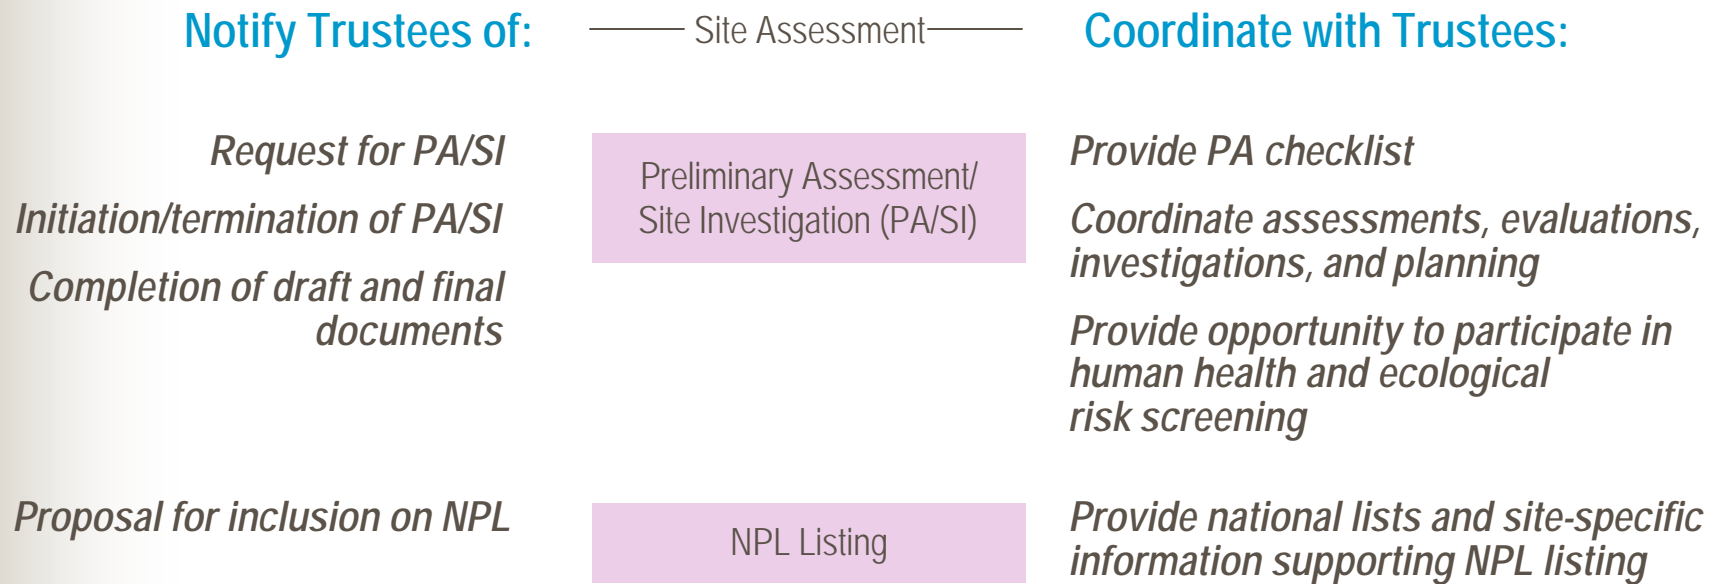 Notify Trustees of:
Site Assessment
Coordinate with Trustees:
Request for PA/SI
Initiation/termination of PA/SI
Completion of draft and final
documents
Preliminary Assessment/
Site Investigation (PA/SI)
Provide PA checklist
Coordinate assessments, evaluations,
investigations, and planning
Provide opportunity to participate in
human health and ecological
risk screening
Proposal for inclusion on NPL
NPL Listing
Provide national lists and site-specific
information supporting NPL listing